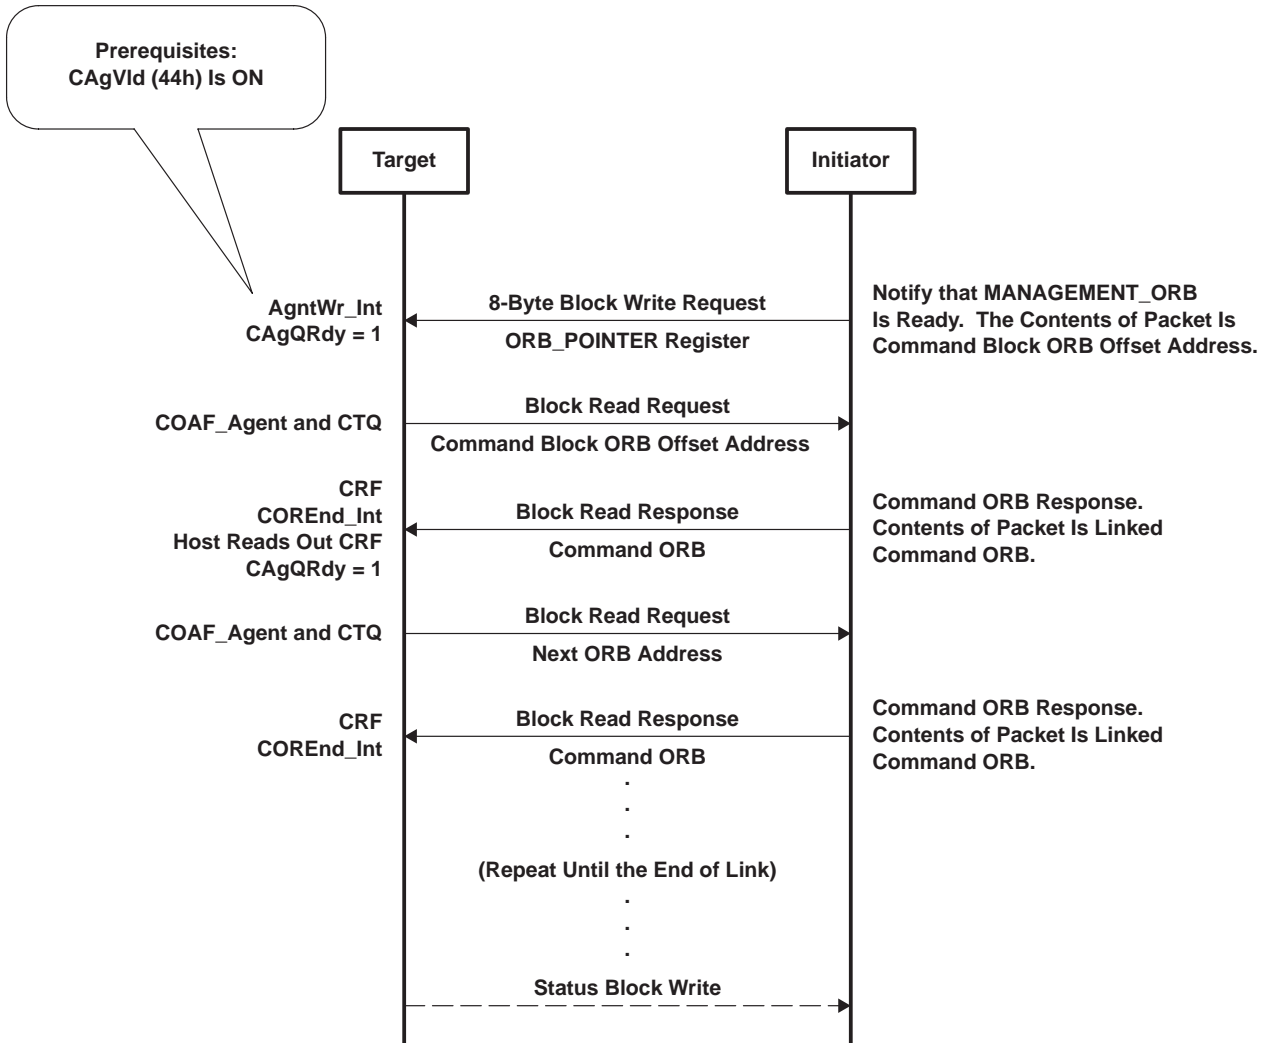 Prerequisites:
CAgVld (44h) Is ON
Target
Initiator
AgntWr_Int
CAgQRdy = 1
8-Byte Block Write Request
ORB_POINTER Register
Notify that MANAGEMENT_ORB
Is Ready. The Contents of Packet Is
Command Block ORB Offset Address.
COAF_Agent and CTQ
Block Read Request
Command Block ORB Offset Address
CRF
COREnd_Int
Host Reads Out CRF
CAgQRdy = 1
Block Read Response
Command ORB
Command ORB Response.
Contents of Packet Is Linked
Command ORB.
COAF_Agent and CTQ
Block Read Request
Next ORB Address
CRF
COREnd_Int
Block Read Response
Command ORB
Command ORB Response.
Contents of Packet Is Linked
Command ORB.
.
.
.
(Repeat Until the End of Link)
.
.
.
Status Block Write